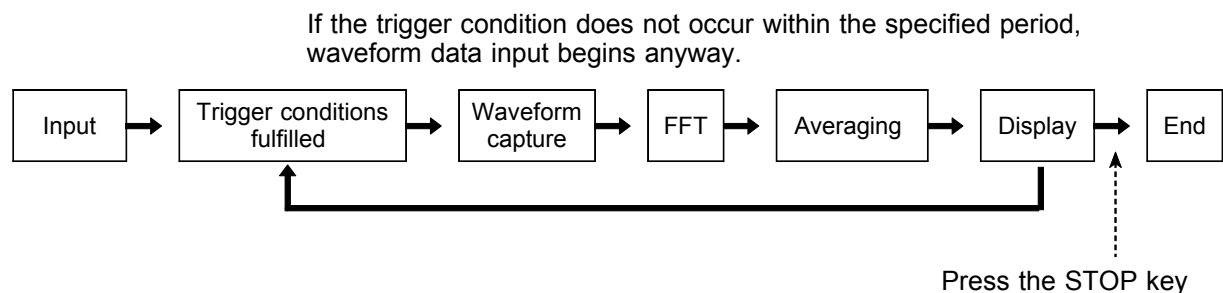 If the trigger condition does not occur within the specified period,
waveform data input begins anyway.
Input
Trigger conditions
fulfilled
Waveform
capture
FFT
Averaging
Display
End
Press the STOP key